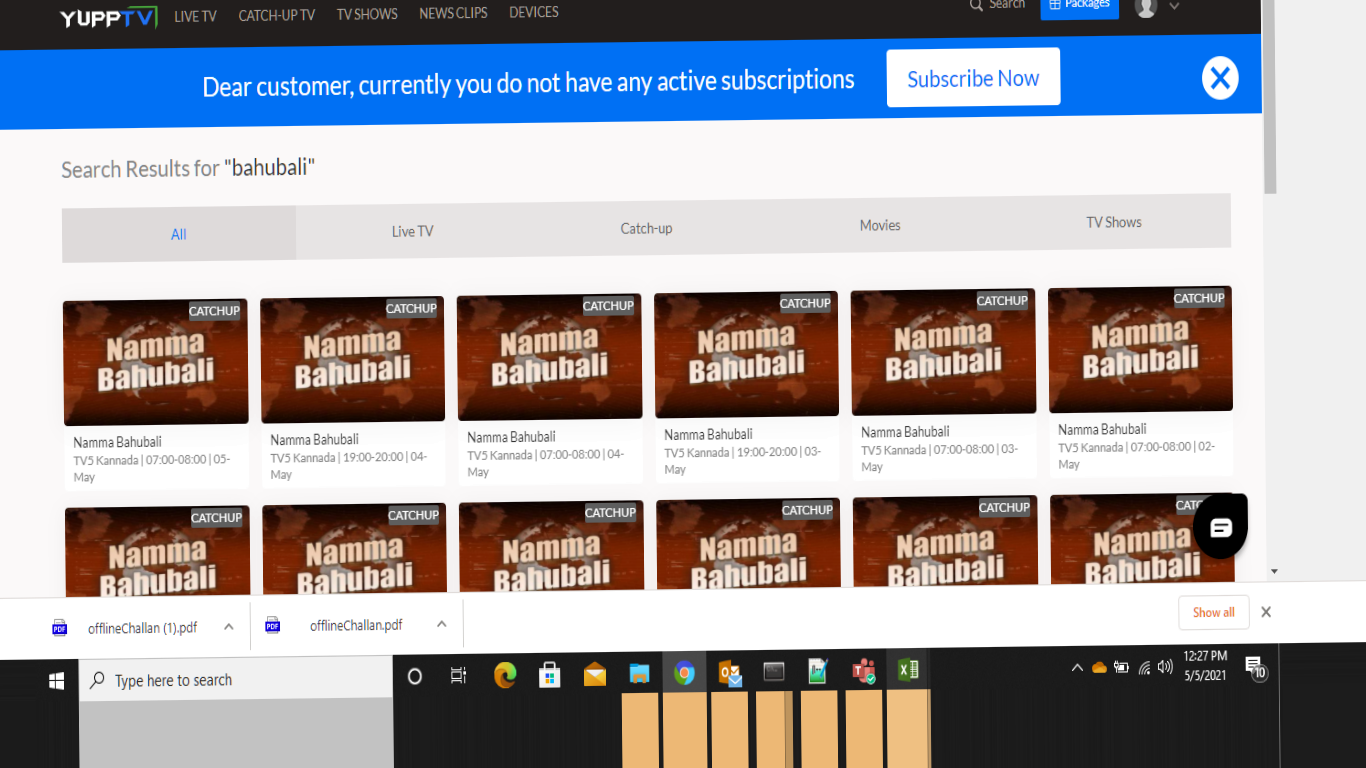 YUPPTV LIVE TV CATCH-UP TV TV SHOWS NEWS CLIPS DEVICES Search Packages
Dear customer, currently you do not have any active subscriptions Subscribe Now
Search Results for "bahubali"
All Live TV Catch-up Movies TV Shows
CATCHUP CATCHUP CATCHUP CATCHUP CATCHUP CATCHUP
Namma Namma Namma Namma Namma Namma
Bahubali Bahubali Bahubali Bahubali Bahubali Bahubali
Namma Bahubali Namma Bahubali Namma Bahubali Namma Bahubali Namma Bahubali Namma Bahubali
TV5 Kannada | 07:00-08:00 | 05- TV5 Kannada | 19:00-20:00 | 04- TV5 Kannada | 07:00-08:00 | 04- TV5 Kannada | 19:00-20:00 | 03- TV5 Kannada | 07:00-08:00 | 03- TV5 Kannada | 07:00-08:00 | 02-
May May May May May May
CATCHUP CATCHUP CATCHUP CATCHUP CATCHUP CATC
Namma Namma Namma Namma Namma Namma
Bahubali Bahubali Bahubali Bahubali Bahubali Bahubali
PDF offlineChallan (1).pdf PDF offlineChallan.pdf Show all
Type here to search 12:27 PM
5/5/2021 10